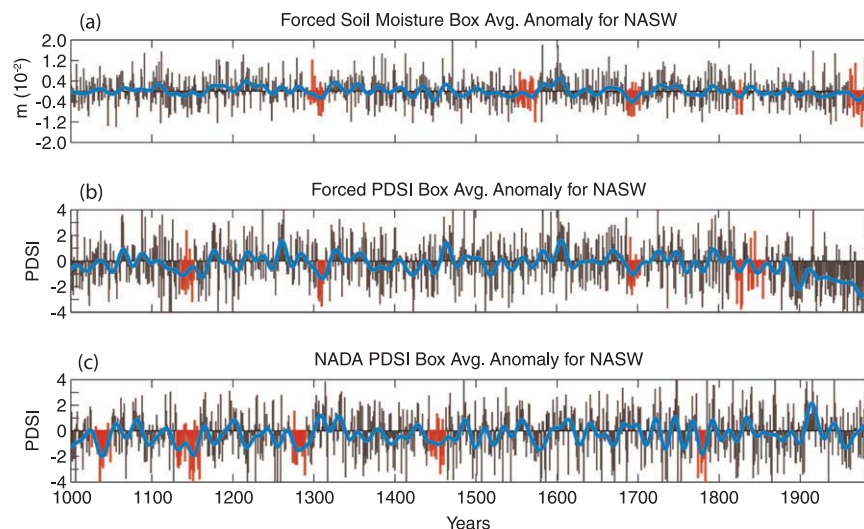 (a) Forced Soil Moisture Box Avg. Anomaly for NASW
2.0
1.2
0.4
-0.4
-1.2
-2.0
m (10⁻²)
(b) Forced PDSI Box Avg. Anomaly for NASW
4
2
0
-2
-4
PDSI
(c) NADA PDSI Box Avg. Anomaly for NASW
4
2
0
-2
-4
PDSI
1000 1100 1200 1300 1400 1500 1600 1700 1800 1900
Years